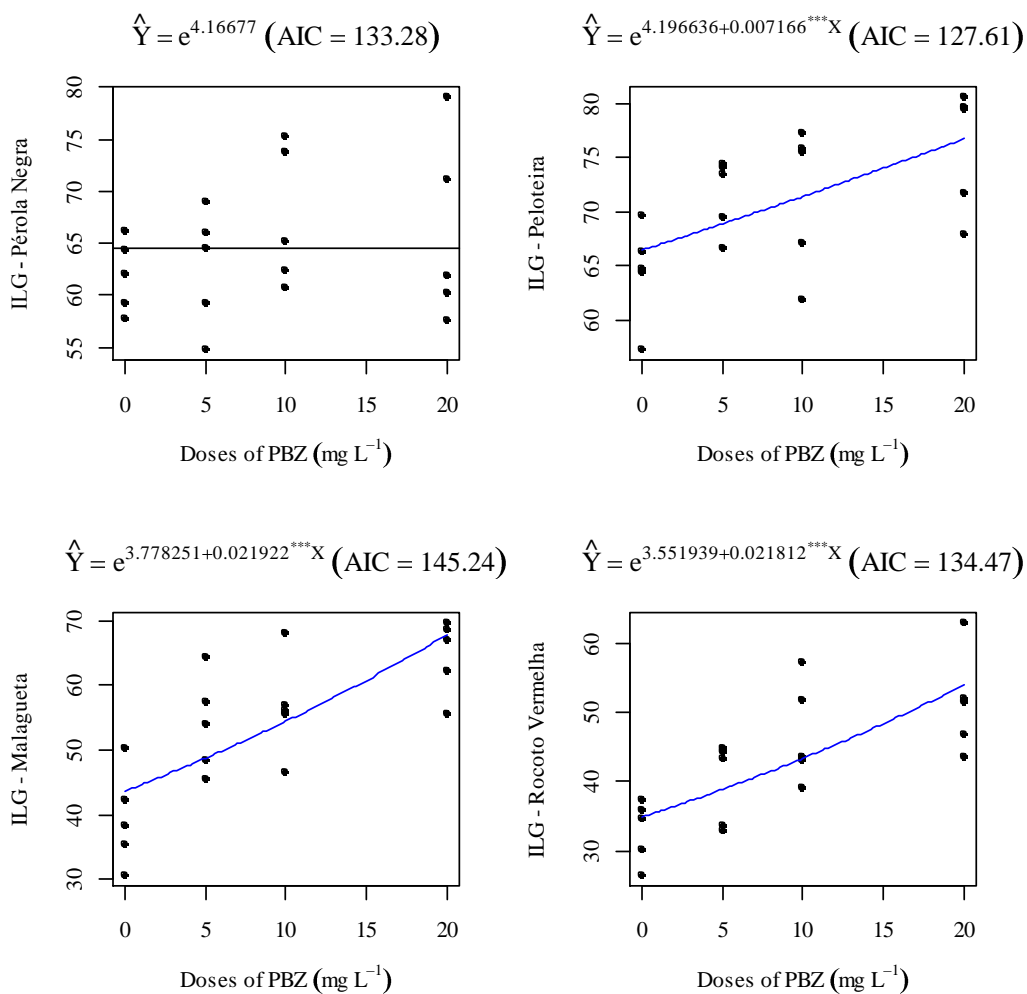 Ŷ = e^4.16677 (AIC = 133.28)
ILG - Pérola Negra
80
75
70
65
60
55
0 5 10 15 20
Doses of PBZ (mg L⁻¹)
Ŷ = e^4.196636+0.007166***X (AIC = 127.61)
ILG - Peloteira
80
75
70
65
60
0 5 10 15 20
Doses of PBZ (mg L⁻¹)
Ŷ = e^3.778251+0.021922***X (AIC = 145.24)
ILG - Malagueta
70
60
50
40
30
0 5 10 15 20
Doses of PBZ (mg L⁻¹)
Ŷ = e^3.551939+0.021812***X (AIC = 134.47)
ILG - Rocoto Vermelha
60
50
40
30
0 5 10 15 20
Doses of PBZ (mg L⁻¹)